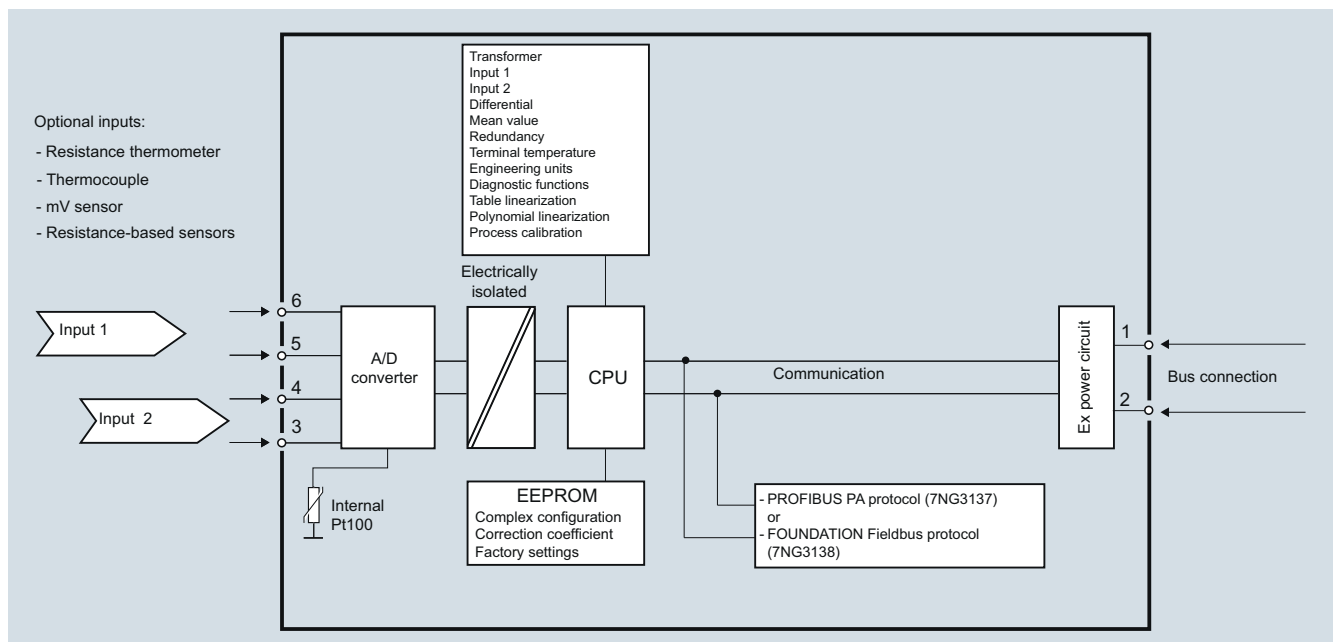 Optional inputs:
- Resistance thermometer
- Thermocouple
- mV sensor
- Resistance-based sensors
Transformer
Input 1
Input 2
Differential
Mean value
Redundancy
Terminal temperature
Engineering units
Diagnostic functions
Table linearization
Polynomial linearization
Process calibration
Electrically
isolated
Input 1
Input 2
6
5
4
3
A/D
converter
CPU
Communication
Ex power circuit
1
2
Bus connection
Internal
Pt100
EEPROM
Complex configuration
Correction coefficient
Factory settings
- PROFIBUS PA protocol (7NG3137)
or
- FOUNDATION Fieldbus protocol
(7NG3138)